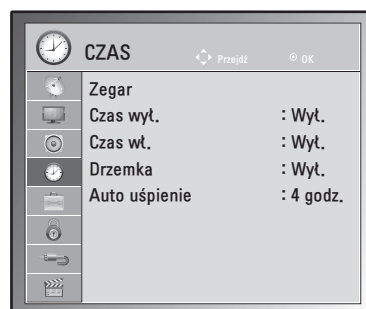 CZAS Przejdź OK
Zegar
Czas wył. : Wył.
Czas wł. : Wył.
Drzemka : Wył.
Auto uśpienie : 4 godz.